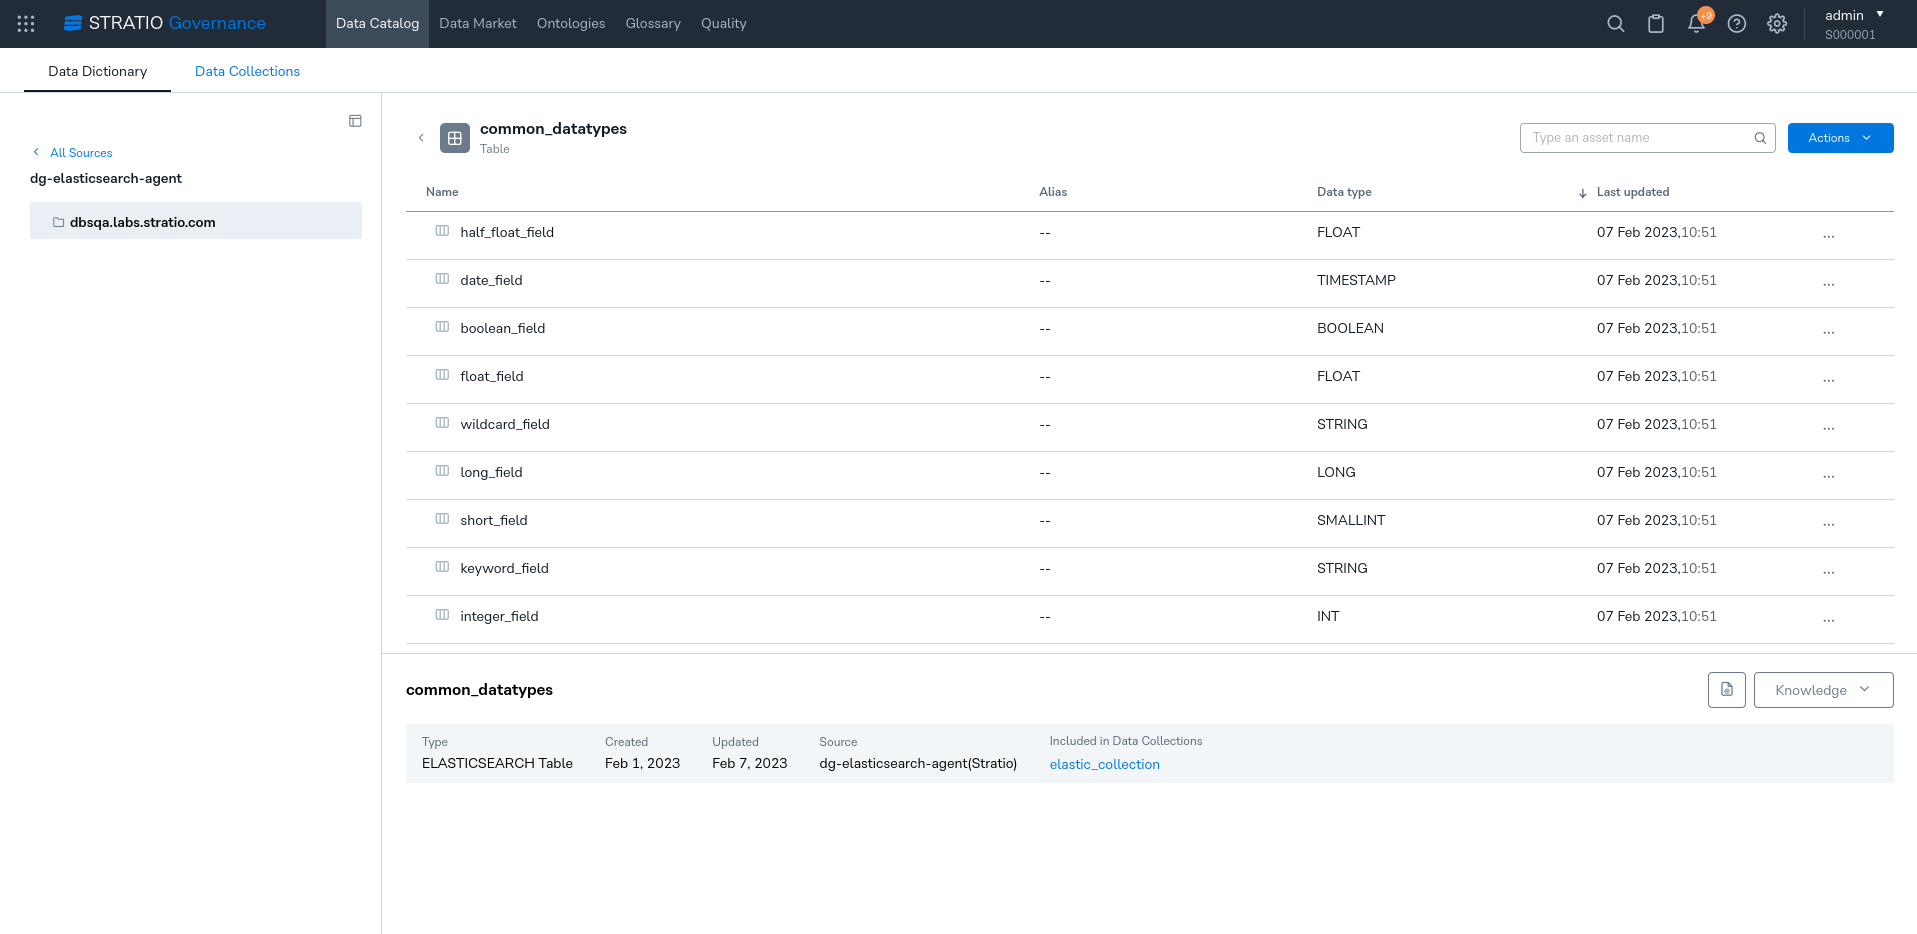 STRATIO Governance Data Catalog Data Market Ontologies Glossary Quality +9 admin
S000001
Data Dictionary Data Collections
All Sources
dg-elasticsearch-agent
dbsqa.labs.stratio.com
common_datatypes
Table
Type an asset name Actions
Name Alias Data type Last updated
half_float_field -- FLOAT 07 Feb 2023,10:51 ...
date_field -- TIMESTAMP 07 Feb 2023,10:51 ...
boolean_field -- BOOLEAN 07 Feb 2023,10:51 ...
float_field -- FLOAT 07 Feb 2023,10:51 ...
wildcard_field -- STRING 07 Feb 2023,10:51 ...
long_field -- LONG 07 Feb 2023,10:51 ...
short_field -- SMALLINT 07 Feb 2023,10:51 ...
keyword_field -- STRING 07 Feb 2023,10:51 ...
integer_field -- INT 07 Feb 2023,10:51 ...
common_datatypes Knowledge
Type Created Updated Source Included in Data Collections
ELASTICSEARCH Table Feb 1, 2023 Feb 7, 2023 dg-elasticsearch-agent(Stratio) elastic_collection